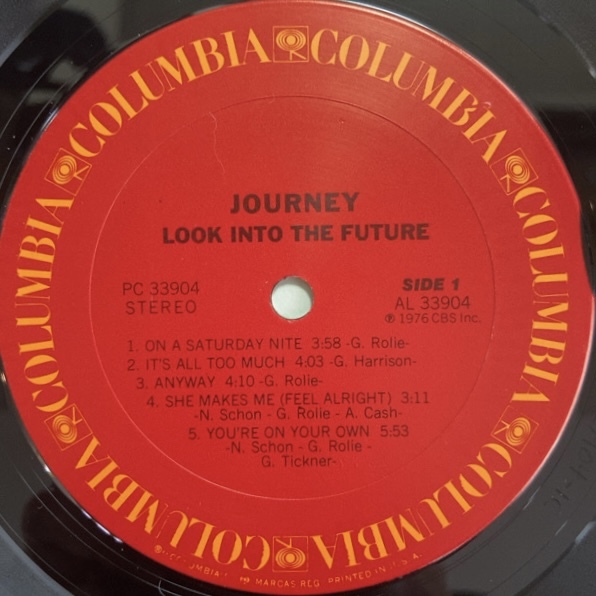 COLUMBIA COLUMBIA COLUMBIA COLUMBIA COLUMBIA COLUMBIA COLUMBIA COLUMBIA
JOURNEY
LOOK INTO THE FUTURE
PC 33904
STEREO
SIDE 1
AL 33904
℗ 1976 CBS Inc.
1. ON A SATURDAY NITE 3:58 -G. Rolie-
2. IT'S ALL TOO MUCH 4:03 -G. Harrison-
3. ANYWAY 4:10 -G. Rolie-
4. SHE MAKES ME (FEEL ALRIGHT) 3:11
-N. Schon - G. Rolie - A. Cash-
5. YOU'RE ON YOUR OWN 5:53
-N. Schon - G. Rolie -
G. Tickner-
MARCAS REG. PRINTED IN U.S.A.